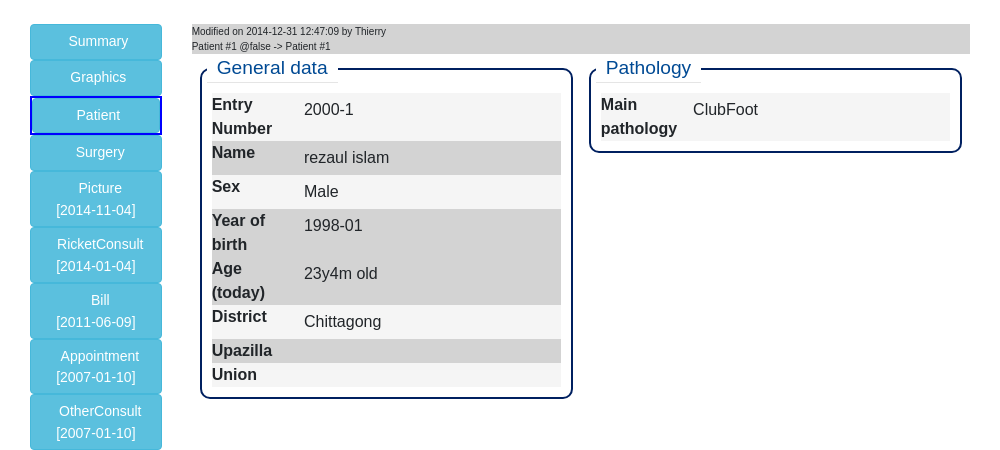 Summary
Graphics
Patient
Surgery
Picture
[2014-11-04]
RicketConsult
[2014-01-04]
Bill
[2011-06-09]
Appointment
[2007-01-10]
OtherConsult
[2007-01-10]
Modified on 2014-12-31 12:47:09 by Thierry
Patient #1 @false -> Patient #1
General data
Entry Number 2000-1
Name rezaul islam
Sex Male
Year of birth 1998-01
Age (today) 23y4m old
District Chittagong
Upazilla
Union
Pathology
Main pathology ClubFoot